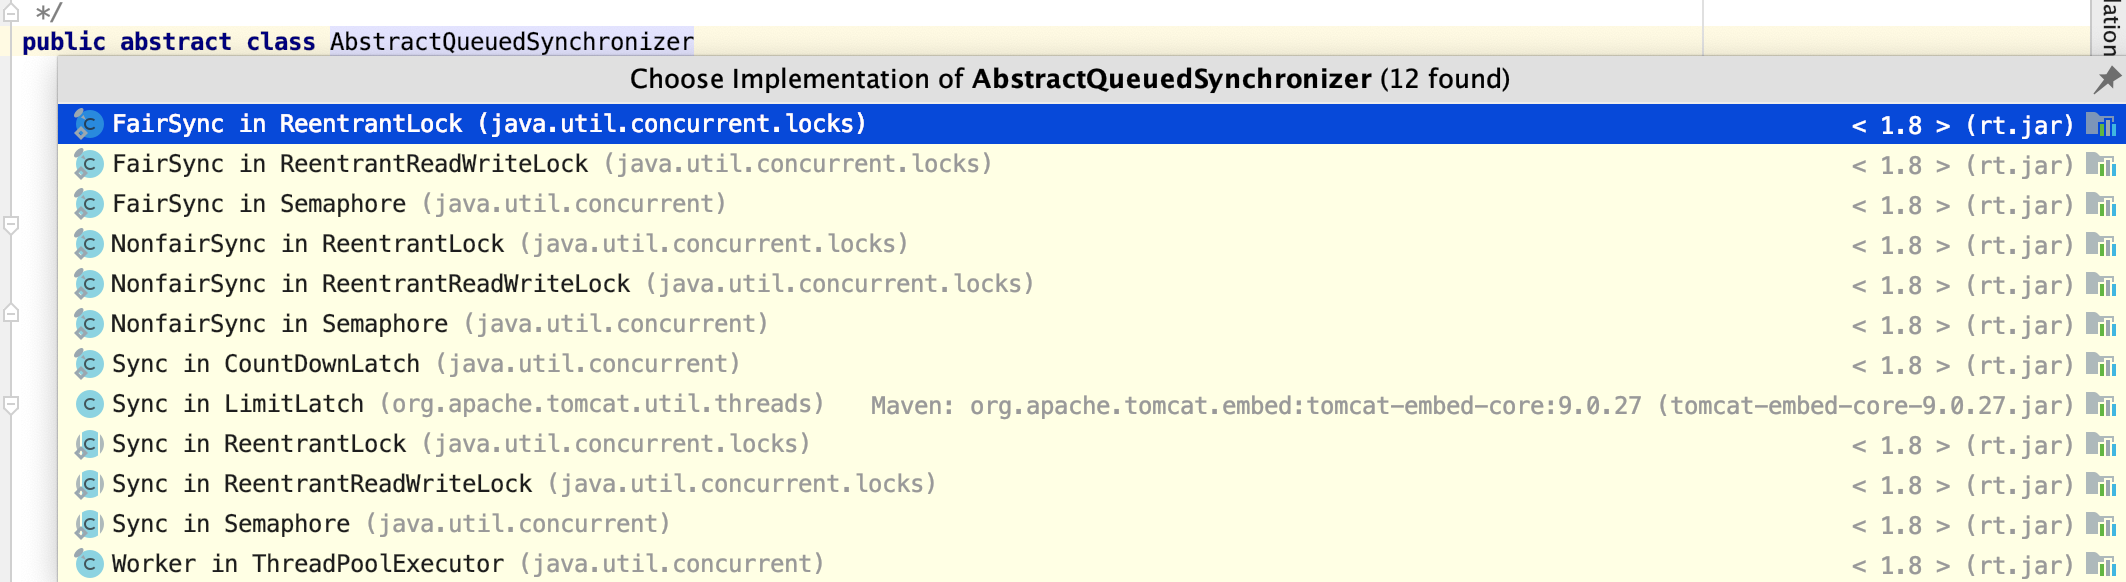 */
public abstract class AbstractQueuedSynchronizer
Choose Implementation of AbstractQueuedSynchronizer (12 found)
FairSync in ReentrantLock (java.util.concurrent.locks) < 1.8 > (rt.jar)
FairSync in ReentrantReadWriteLock (java.util.concurrent.locks) < 1.8 > (rt.jar)
FairSync in Semaphore (java.util.concurrent) < 1.8 > (rt.jar)
NonfairSync in ReentrantLock (java.util.concurrent.locks) < 1.8 > (rt.jar)
NonfairSync in ReentrantReadWriteLock (java.util.concurrent.locks) < 1.8 > (rt.jar)
NonfairSync in Semaphore (java.util.concurrent) < 1.8 > (rt.jar)
Sync in CountDownLatch (java.util.concurrent) < 1.8 > (rt.jar)
Sync in LimitLatch (org.apache.tomcat.util.threads) Maven: org.apache.tomcat.embed:tomcat-embed-core:9.0.27 (tomcat-embed-core-9.0.27.jar)
Sync in ReentrantLock (java.util.concurrent.locks) < 1.8 > (rt.jar)
Sync in ReentrantReadWriteLock (java.util.concurrent.locks) < 1.8 > (rt.jar)
Sync in Semaphore (java.util.concurrent) < 1.8 > (rt.jar)
Worker in ThreadPoolExecutor (java.util.concurrent) < 1.8 > (rt.jar)